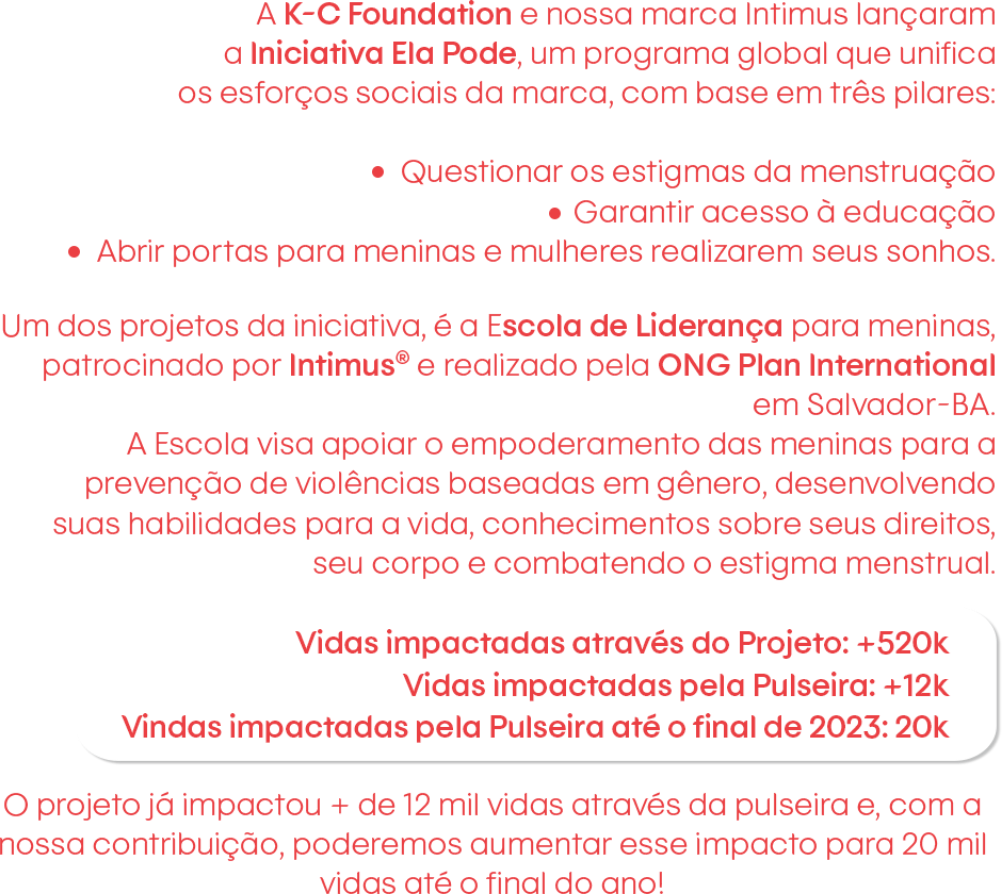 A K-C Foundation e nossa marca Intimus lançaram
a Iniciativa Ela Pode, um programa global que unifica
os esforços sociais da marca, com base em três pilares:
• Questionar os estigmas da menstruação
• Garantir acesso à educação
• Abrir portas para meninas e mulheres realizarem seus sonhos.
Um dos projetos da iniciativa, é a Escola de Liderança para meninas,
patrocinado por Intimus® e realizado pela ONG Plan International
em Salvador-BA.
A Escola visa apoiar o empoderamento das meninas para a
prevenção de violências baseadas em gênero, desenvolvendo
suas habilidades para a vida, conhecimentos sobre seus direitos,
seu corpo e combatendo o estigma menstrual.
Vidas impactadas através do Projeto: +520k
Vidas impactadas pela Pulseira: +12k
Vindas impactadas pela Pulseira até o final de 2023: 20k
O projeto já impactou + de 12 mil vidas através da pulseira e, com a
nossa contribuição, poderemos aumentar esse impacto para 20 mil
vidas até o final do ano!